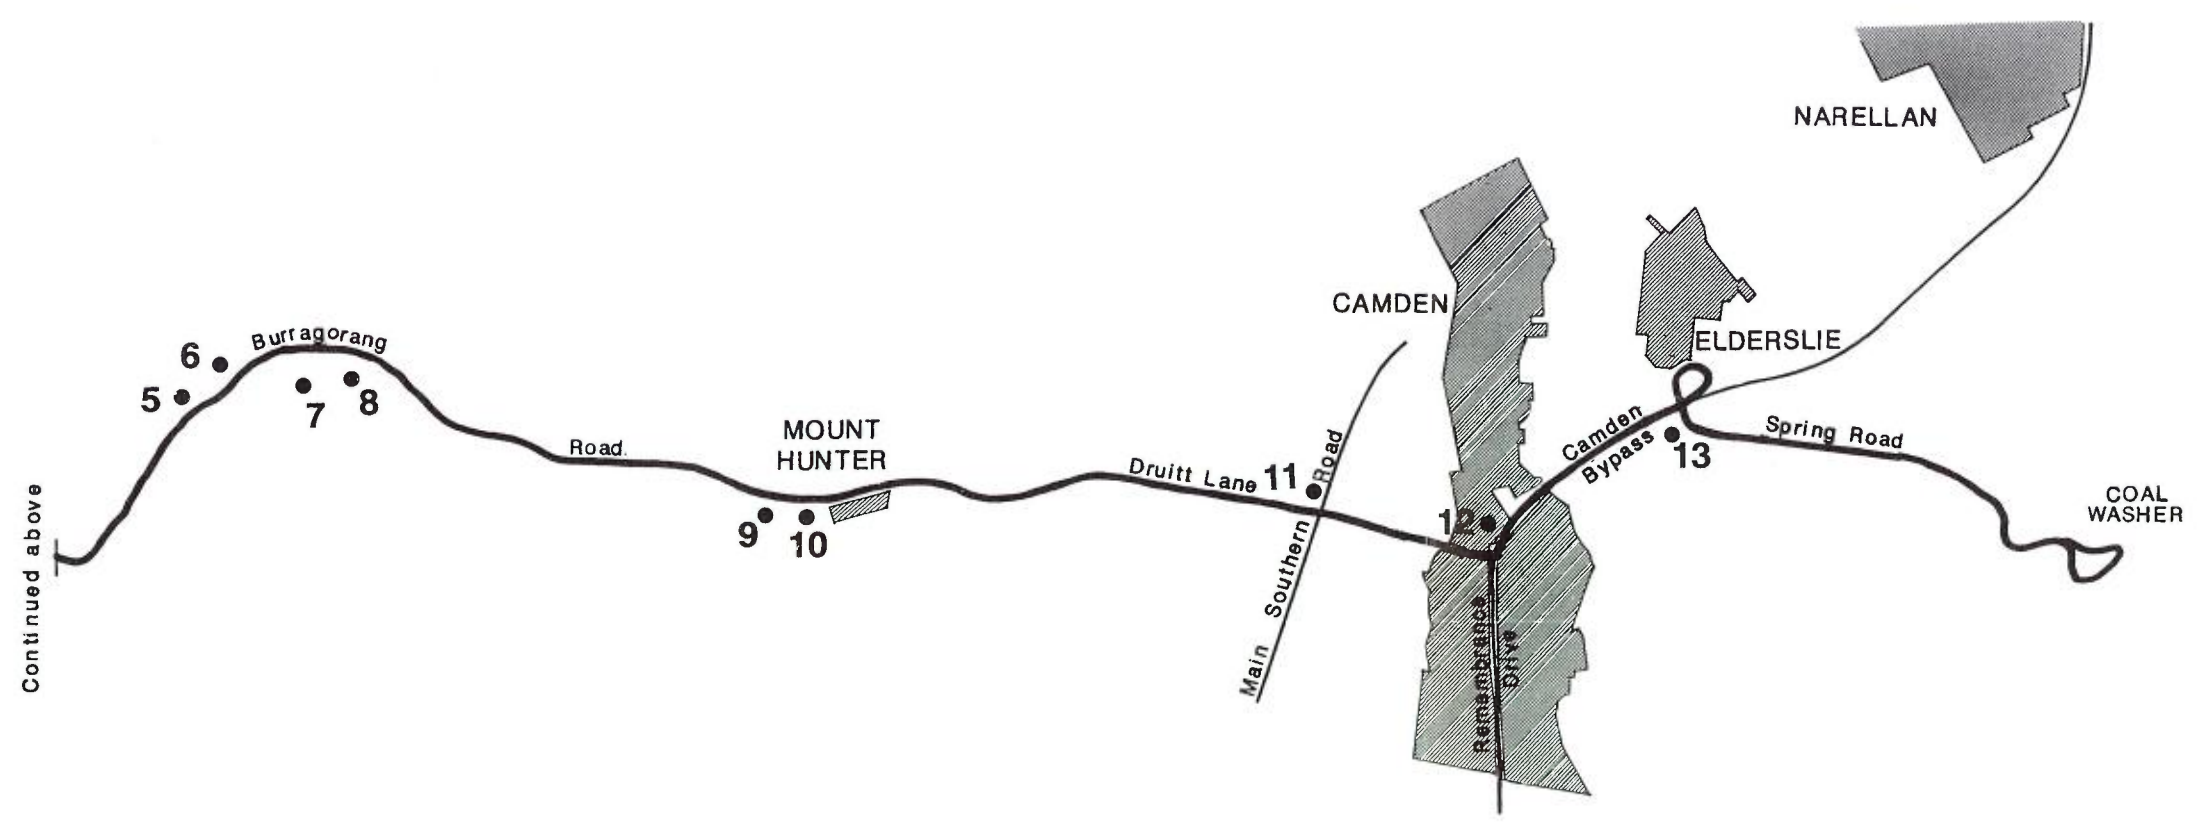 NARELLAN
CAMDEN
ELDERSLIE
Burragorang
6
5
7
8
Road.
MOUNT
HUNTER
9
10
Druitt Lane
11
Main Southern Road
12
Camden
Bypass
13
Spring Road
COAL
WASHER
Remembrance
Drive
Continued above